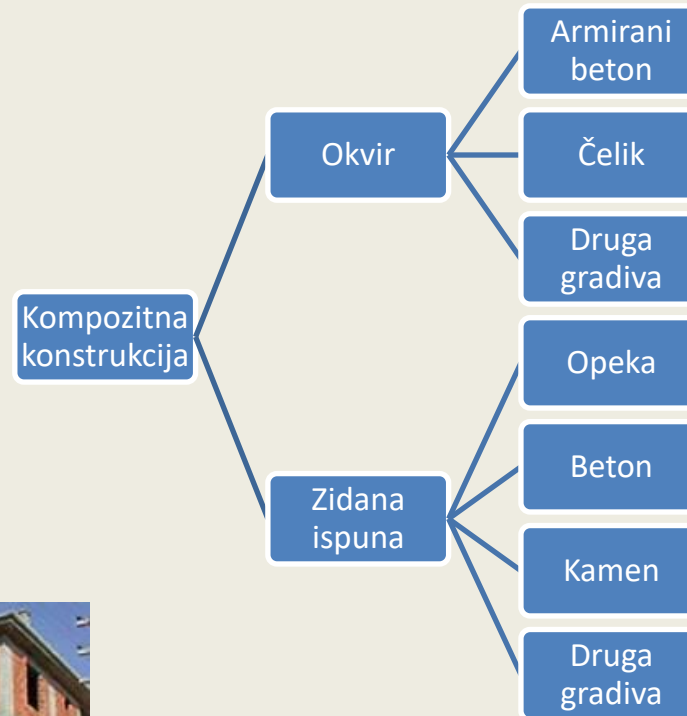 Kompozitna
konstrukcija
Okvir
Armirani
beton
Čelik
Druga
gradiva
Zidana
ispuna
Opeka
Beton
Kamen
Druga
gradiva